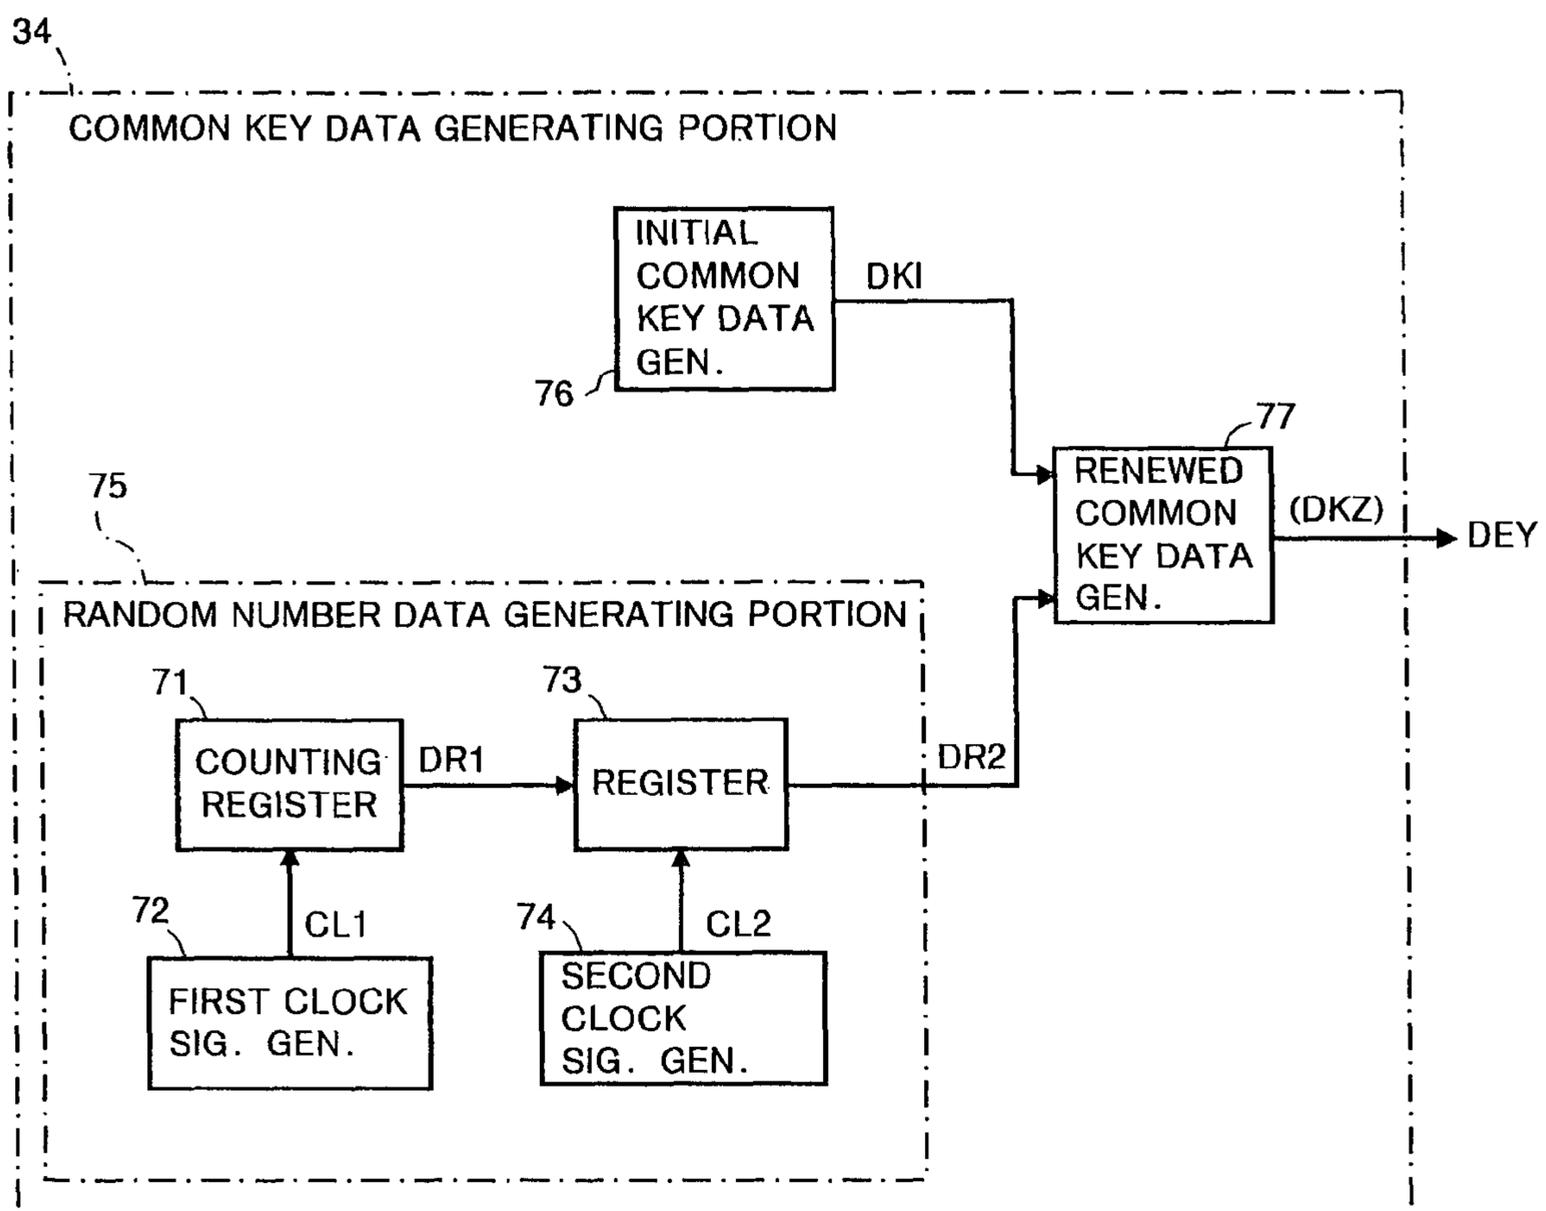 34
COMMON KEY DATA GENERATING PORTION
INITIAL
COMMON
KEY DATA
GEN.
DKI
76
77
RENEWED
COMMON
KEY DATA
GEN.
(DKZ)
DEY
75
RANDOM NUMBER DATA GENERATING PORTION
71
COUNTING
REGISTER
DR1
73
REGISTER
DR2
72
CL1
FIRST CLOCK
SIG. GEN.
74
CL2
SECOND
CLOCK
SIG. GEN.